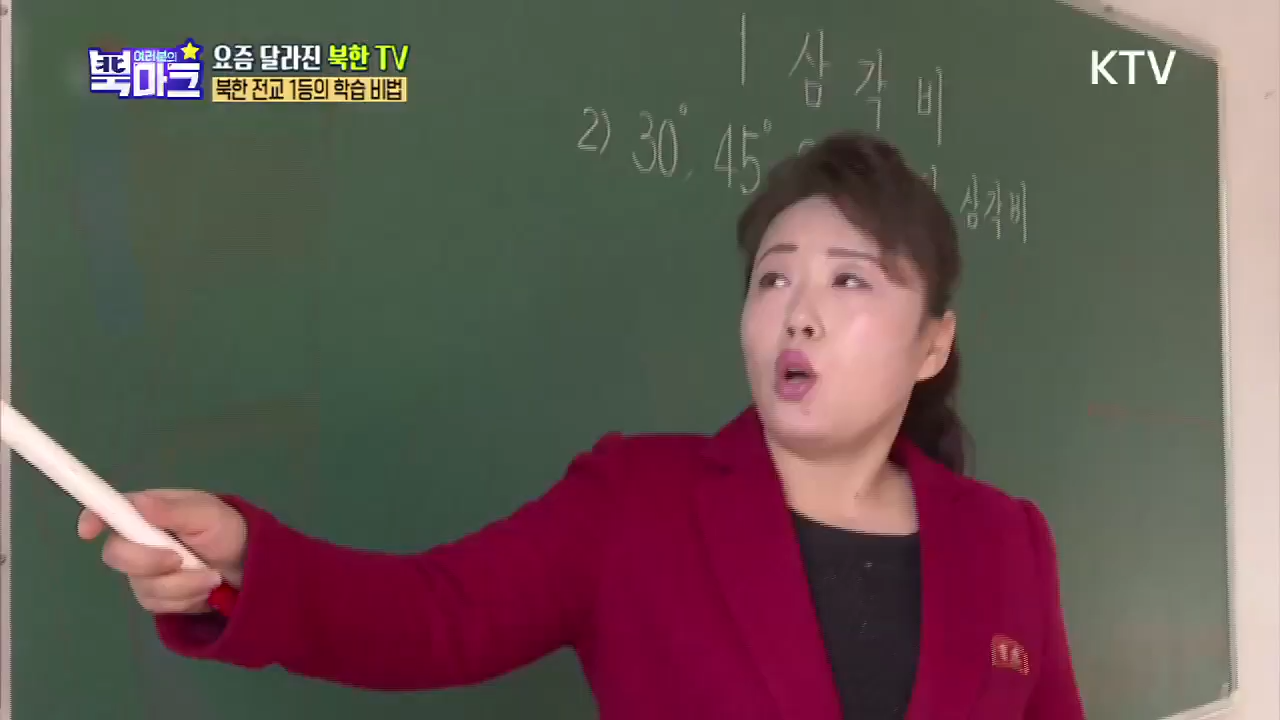 여러분의
북마크
요즘 달라진 북한 TV
북한 전교 1등의 학습 비법
KTV
1 삼각비
2) 30°, 45°
삼각비